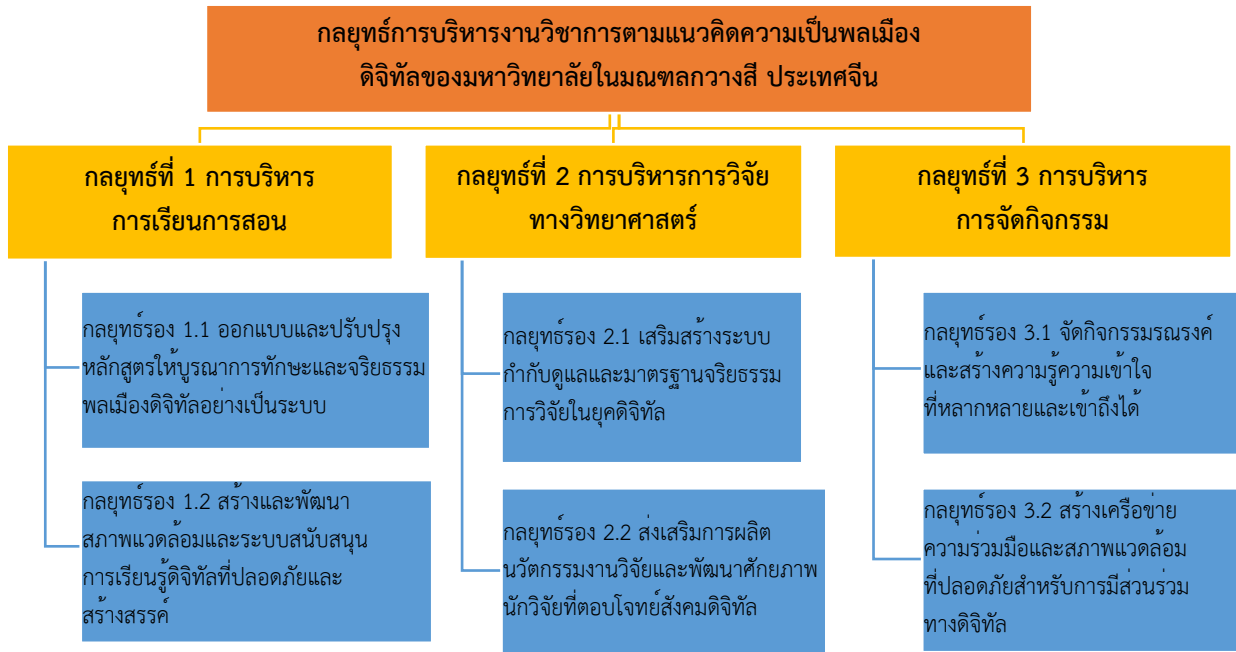 กลยุทธ์การบริหารงานวิชาการตามแนวคิดความเป็นพลเมือง
ดิจิทัลของมหาวิทยาลัยในมณฑลกวางสี ประเทศจีน
กลยุทธ์ที่ 1 การบริหาร
การเรียนการสอน
กลยุทธ์รอง 1.1 ออกแบบและปรับปรุง
หลักสูตรให้บูรณาการทักษะและจริยธรรม
พลเมืองดิจิทัลอย่างเป็นระบบ
กลยุทธ์รอง 1.2 สร้างและพัฒนา
สภาพแวดล้อมและระบบสนับสนุน
การเรียนรู้ดิจิทัลที่ปลอดภัยและ
สร้างสรรค์
กลยุทธ์ที่ 2 การบริหารการวิจัย
ทางวิทยาศาสตร์
กลยุทธ์รอง 2.1 เสริมสร้างระบบ
กำกับดูแลและมาตรฐานจริยธรรม
การวิจัยในยุคดิจิทัล
กลยุทธ์รอง 2.2 ส่งเสริมการผลิต
นวัตกรรมงานวิจัยและพัฒนาศักยภาพ
นักวิจัยที่ตอบโจทย์สังคมดิจิทัล
กลยุทธ์ที่ 3 การบริหาร
การจัดกิจกรรม
กลยุทธ์รอง 3.1 จัดกิจกรรมรณรงค์
และสร้างความรู้ความเข้าใจ
ที่หลากหลายและเข้าถึงได้
กลยุทธ์รอง 3.2 สร้างเครือข่าย
ความร่วมมือและสภาพแวดล้อม
ที่ปลอดภัยสำหรับการมีส่วนร่วม
ทางดิจิทัล